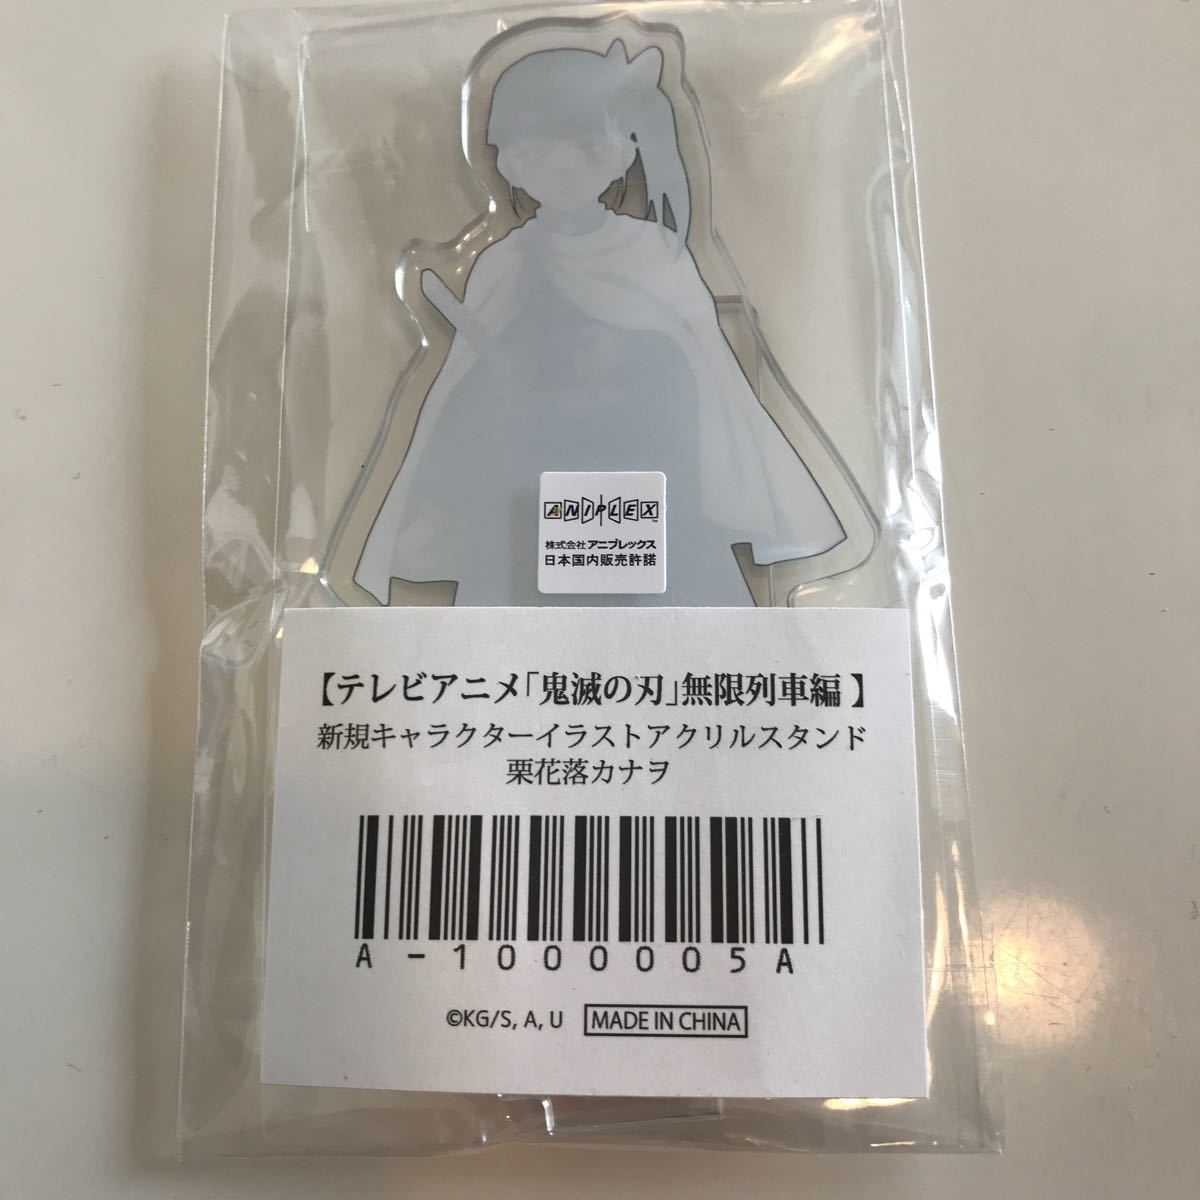 ANIPLEX™
株式会社アニプレックス
日本国内販売許諾
【テレビアニメ「鬼滅の刃」無限列車編】
新規キャラクターイラストアクリルスタンド
栗花落カナヲ
A-1000005A
©KG/S, A, U MADE IN CHINA